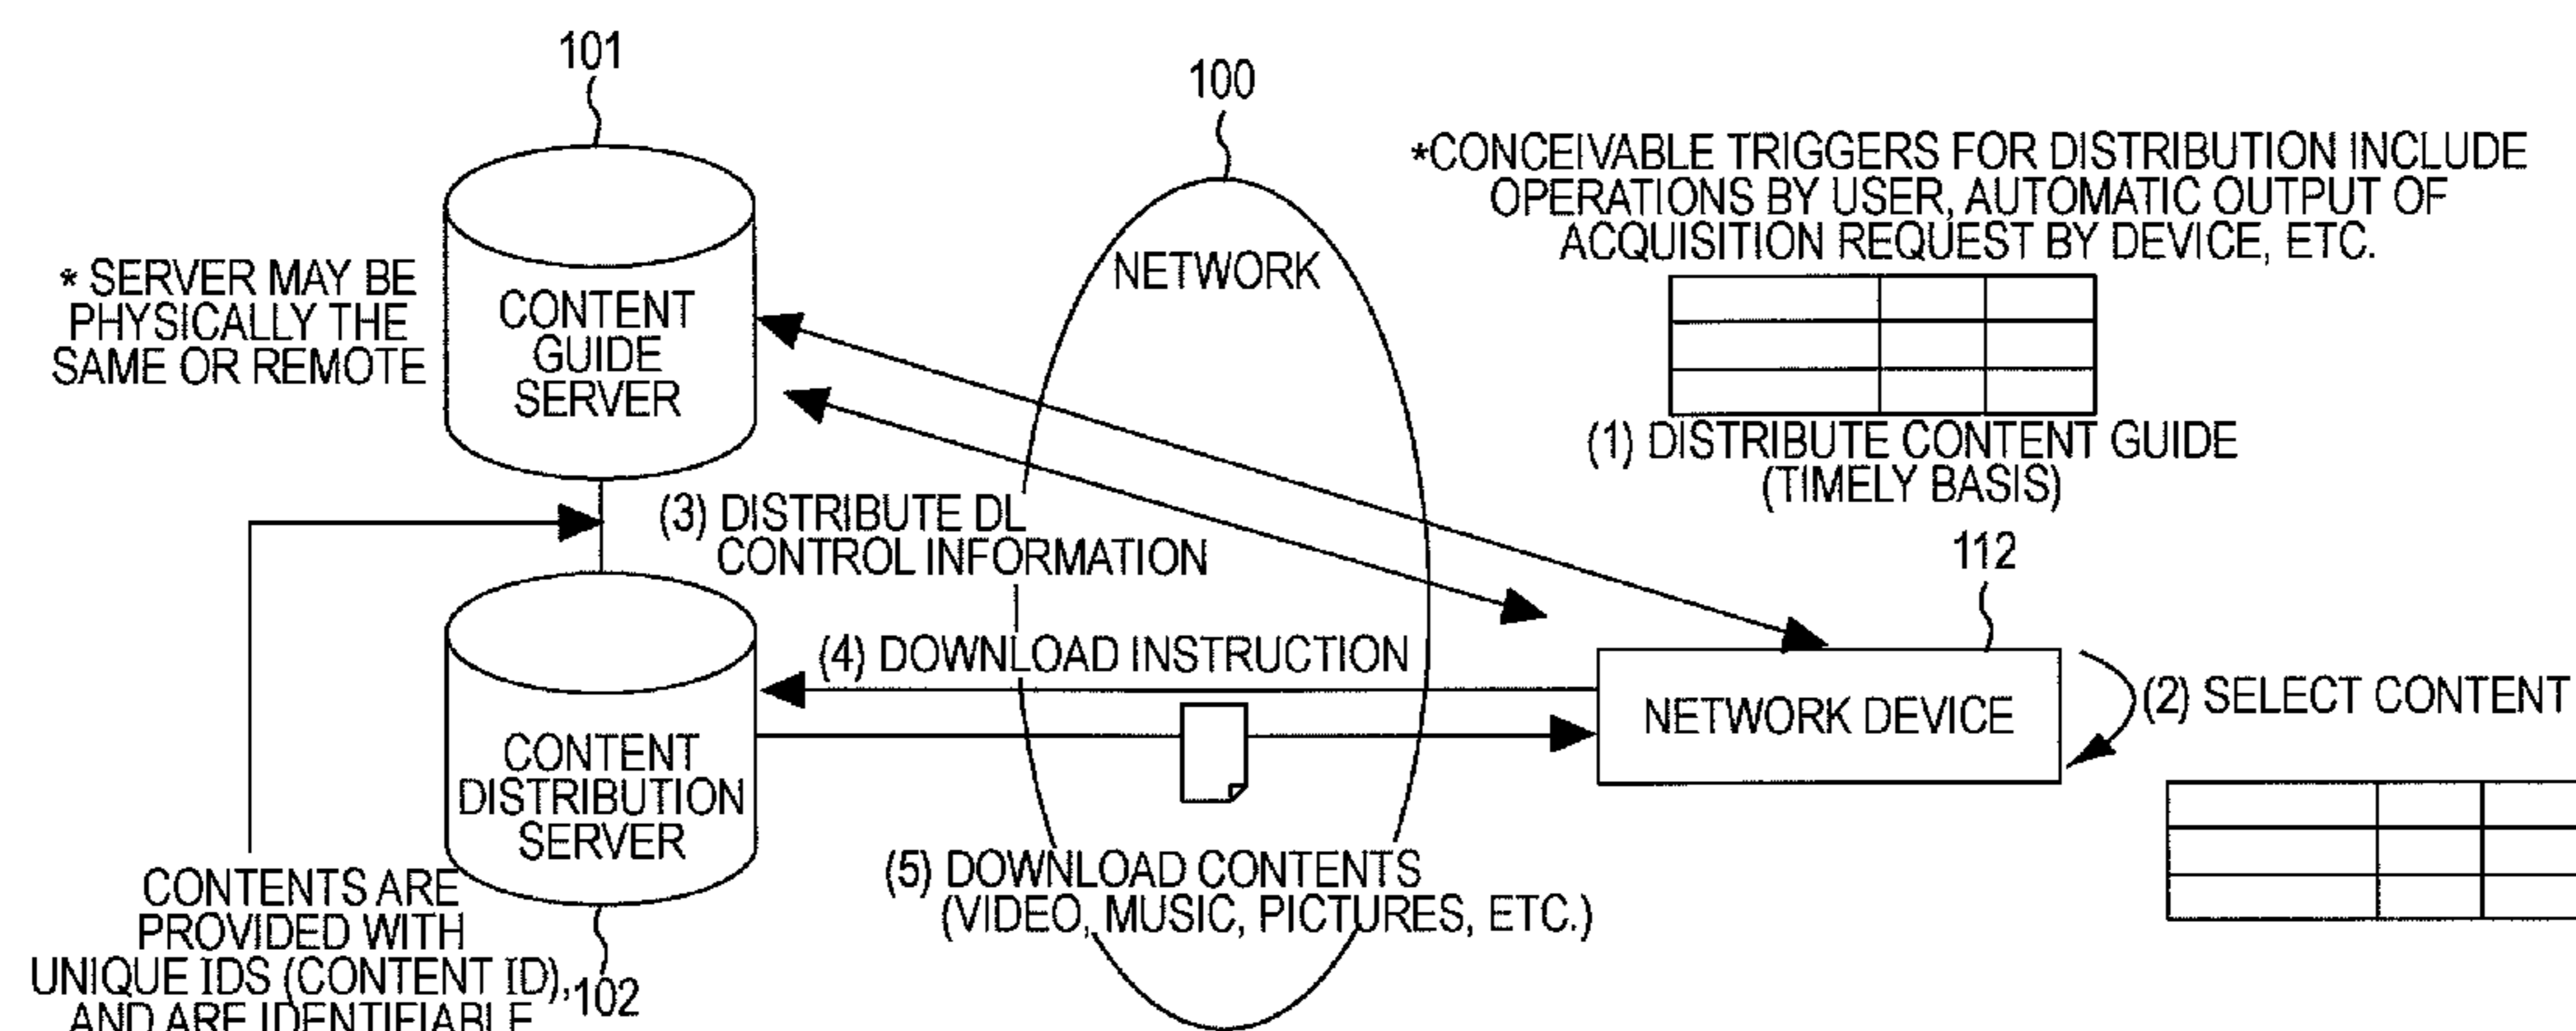 101
100
*CONCEIVABLE TRIGGERS FOR DISTRIBUTION INCLUDE
OPERATIONS BY USER, AUTOMATIC OUTPUT OF
ACQUISITION REQUEST BY DEVICE, ETC.
* SERVER MAY BE
PHYSICALLY THE
SAME OR REMOTE
CONTENT
GUIDE
SERVER
NETWORK
(1) DISTRIBUTE CONTENT GUIDE
(TIMELY BASIS)
(3) DISTRIBUTE DL
CONTROL INFORMATION
112
(4) DOWNLOAD INSTRUCTION
NETWORK DEVICE
(2) SELECT CONTENT
CONTENT
DISTRIBUTION
SERVER
(5) DOWNLOAD CONTENTS
(VIDEO, MUSIC, PICTURES, ETC.)
CONTENTS ARE
PROVIDED WITH
UNIQUE IDS (CONTENT ID),
AND ARE IDENTIFIABLE
102